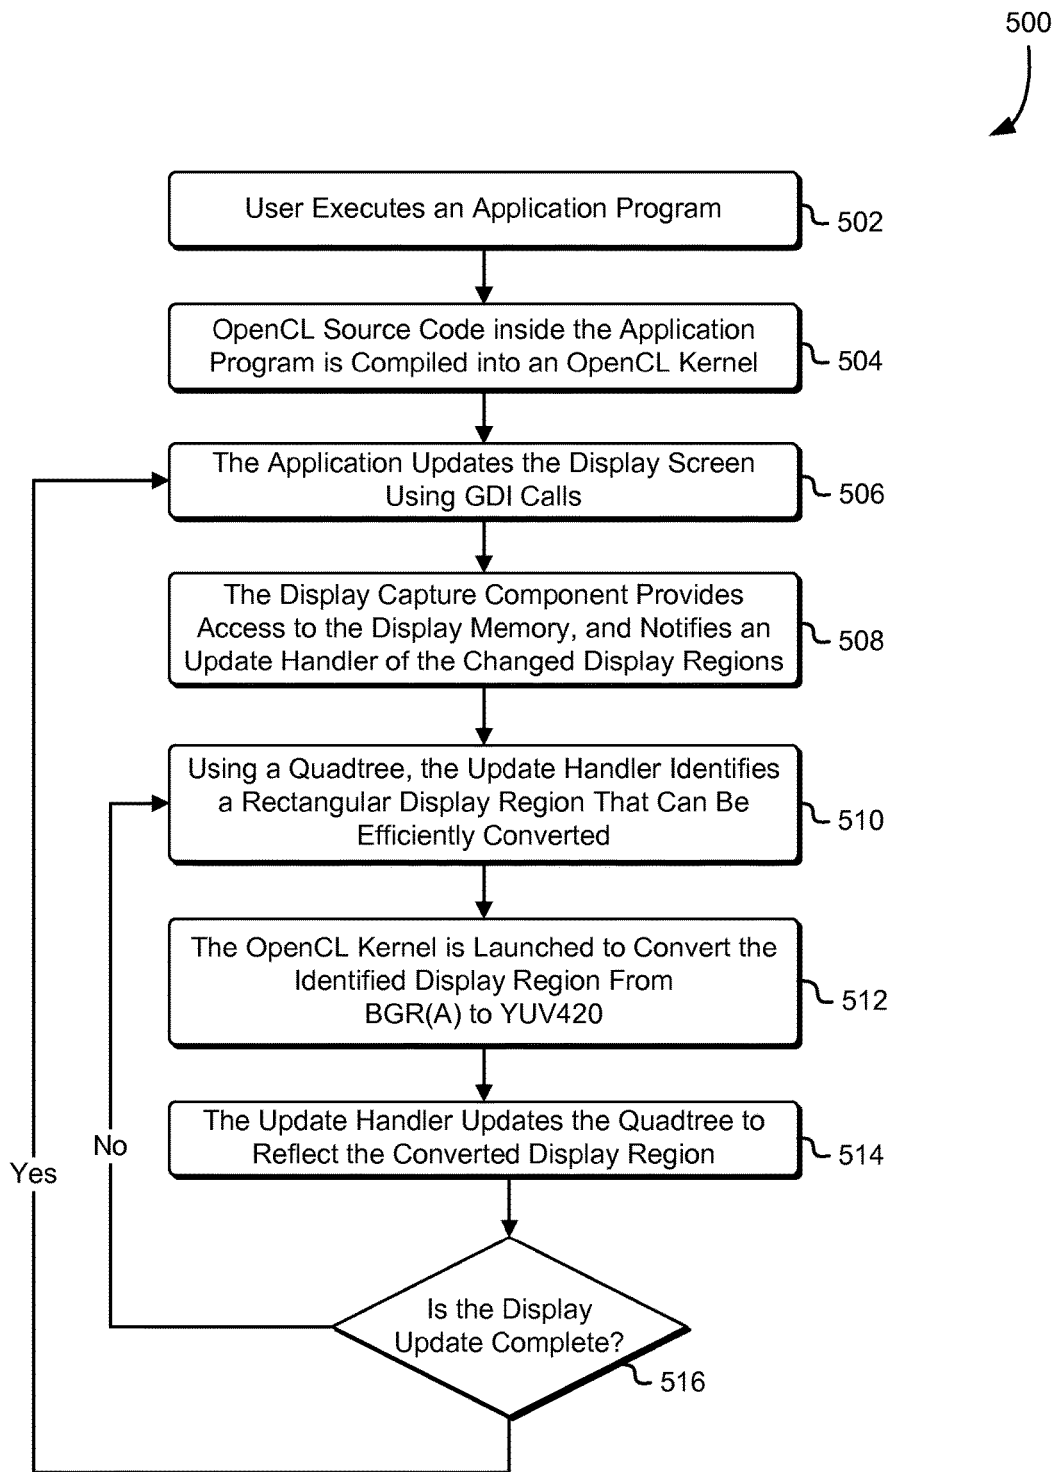 500
User Executes an Application Program
502
OpenCL Source Code inside the Application
Program is Compiled into an OpenCL Kernel
504
The Application Updates the Display Screen
Using GDI Calls
506
The Display Capture Component Provides
Access to the Display Memory, and Notifies an
Update Handler of the Changed Display Regions
508
Using a Quadtree, the Update Handler Identifies
a Rectangular Display Region That Can Be
Efficiently Converted
510
The OpenCL Kernel is Launched to Convert the
Identified Display Region From
BGR(A) to YUV420
512
The Update Handler Updates the Quadtree to
Reflect the Converted Display Region
514
No
Yes
Is the Display
Update Complete?
516